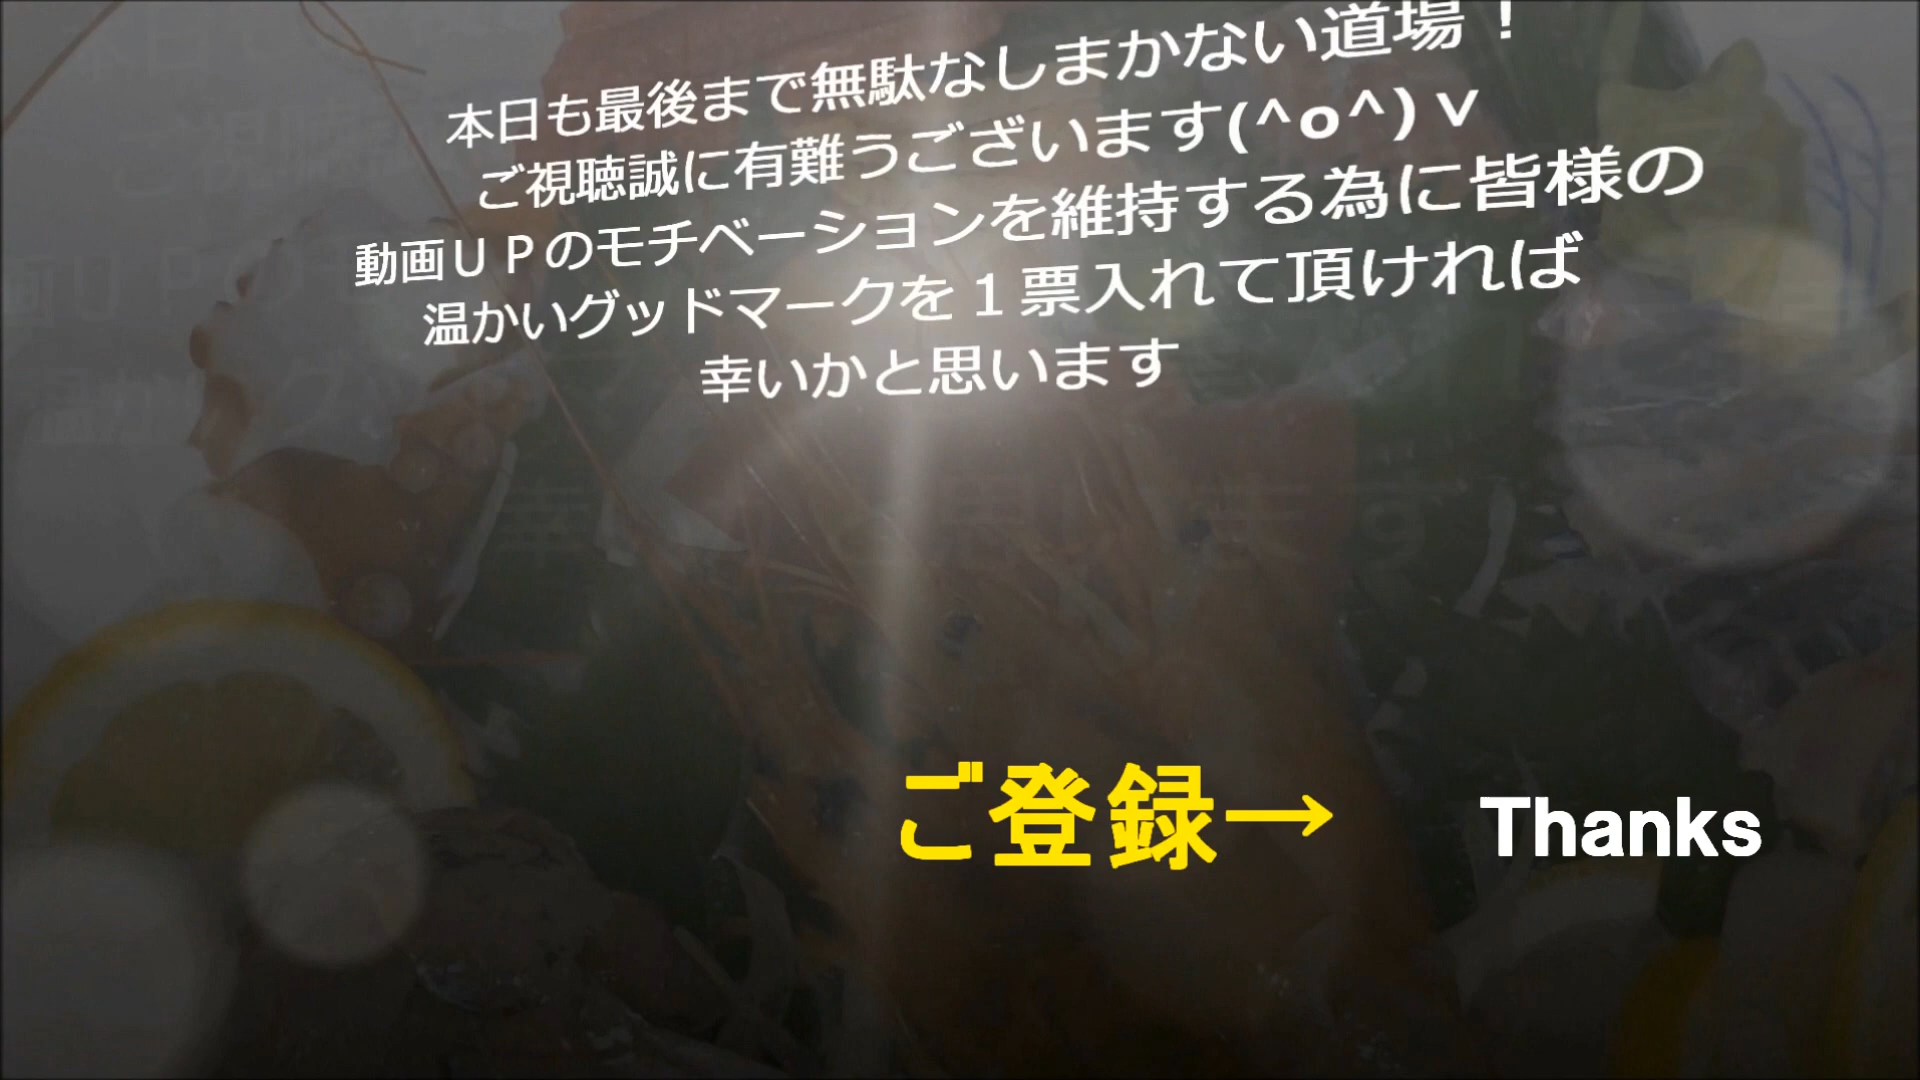 本日も最後まで無駄なしまかない道場！
ご視聴誠に有難うございます(^o^)ｖ
動画ＵＰのモチベーションを維持する為に皆様の
温かいグッドマークを１票入れて頂ければ
幸いかと思います
ご登録→
Thanks